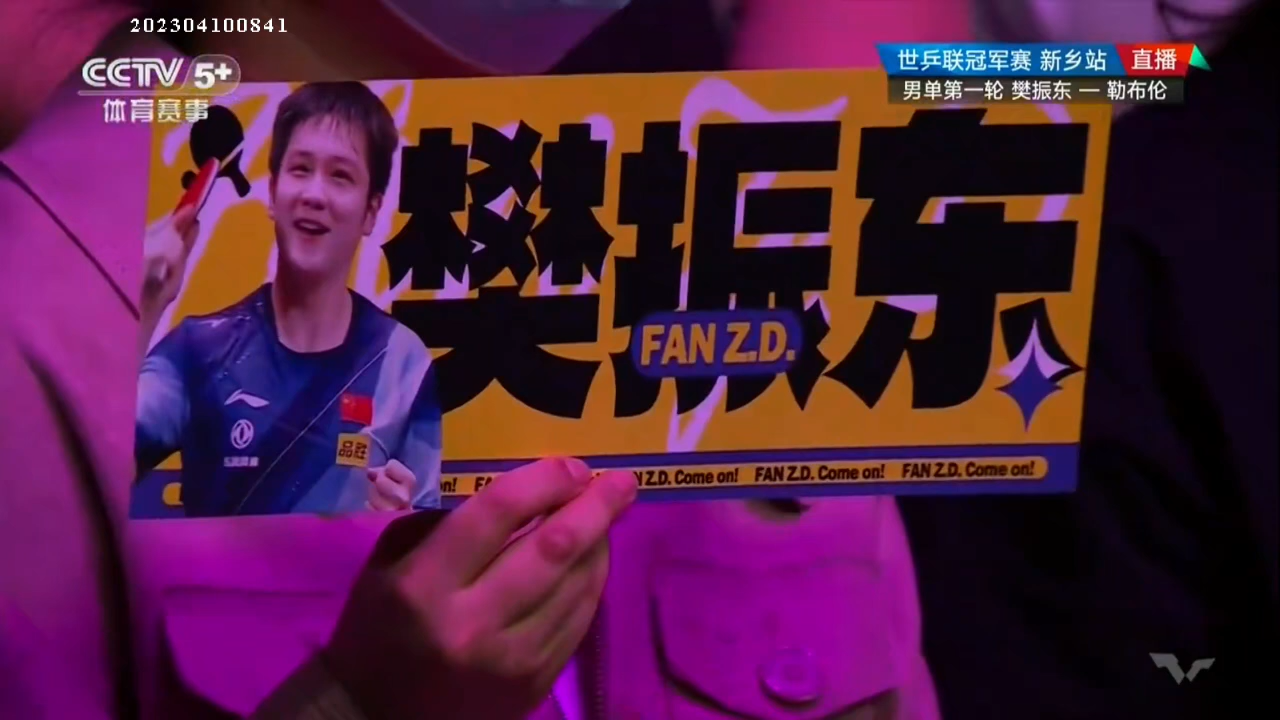 202304100841
CCTV 5+
体育赛事
世乒联冠军赛 新乡站 直播
男单第一轮 樊振东 — 勒布伦
樊振东
FAN Z.D.
品胜
n! FA N Z.D. Come on! FAN Z.D. Come on! FAN Z.D. Come on!